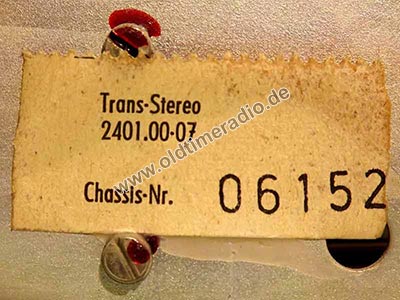 Trans-Stereo
2401.00-07
www.oldtimeradio.de
Chassis-Nr. 06152